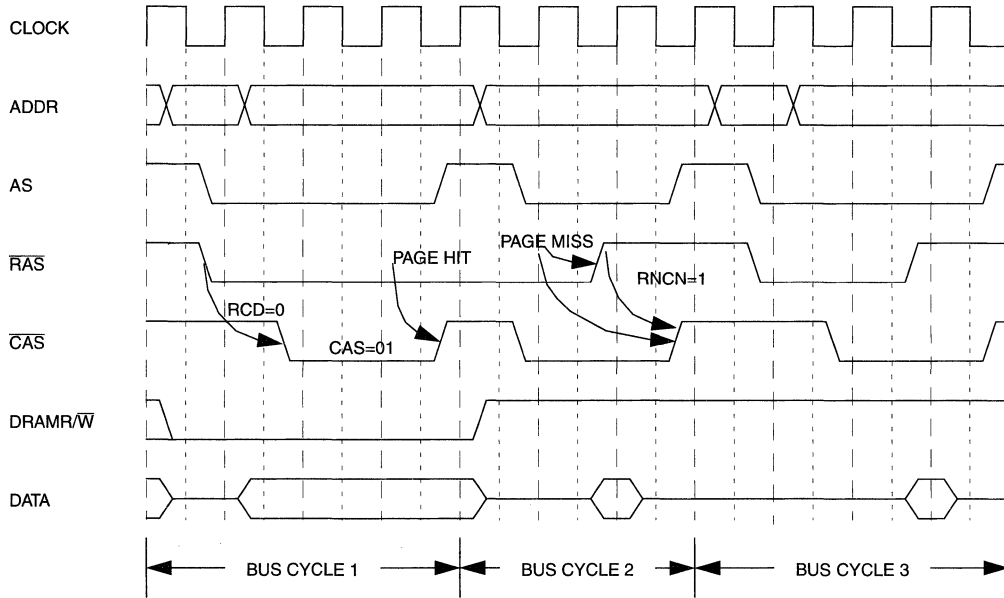 CLOCK
ADDR
AS
RAS
PAGE HIT
PAGE MISS
RNCN=1
RCD=0
CAS
CAS=01
DRAMR/W
DATA
BUS CYCLE 1
BUS CYCLE 2
BUS CYCLE 3